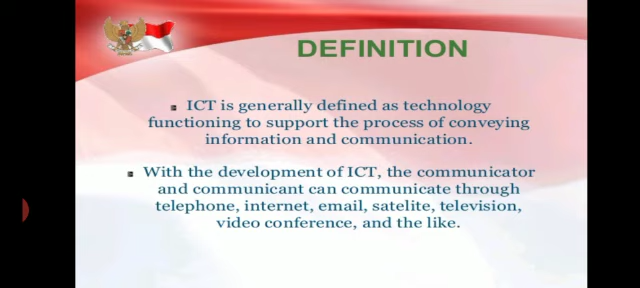 DEFINITION
ICT is generally defined as technology
functioning to support the process of conveying
information and communication.
With the development of ICT, the communicator
and communicant can communicate through
telephone, internet, email, satelite, television,
video conference, and the like.